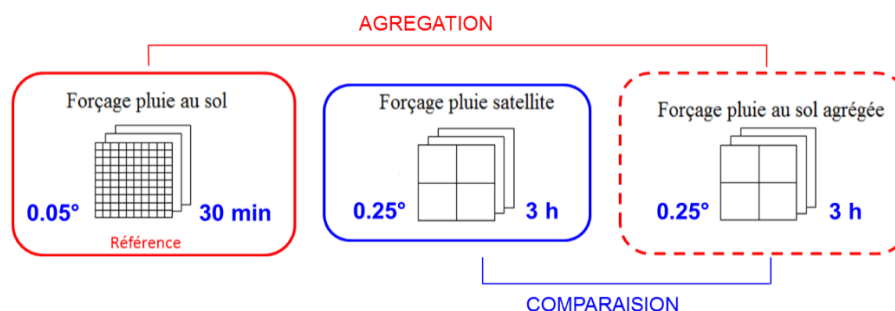 AGREGATION
Forçage pluie au sol
0.05°
30 min
Référence
Forçage pluie satellite
0.25°
3 h
Forçage pluie au sol agrégée
0.25°
3 h
COMPARAISION